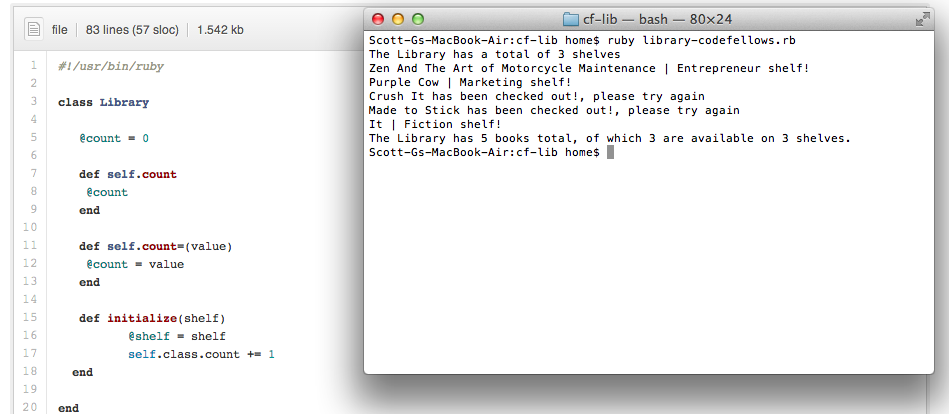 file 83 lines (57 sloc) 1.542 kb
1 #!/usr/bin/ruby
2
3 class Library
4
5 @count = 0
6
7 def self.count
8 @count
9 end
10
11 def self.count=(value)
12 @count = value
13 end
14
15 def initialize(shelf)
16 @shelf = shelf
17 self.class.count += 1
18 end
19
20 end
cf-lib — bash — 80×24
Scott-Gs-MacBook-Air:cf-lib home$ ruby library-codefellows.rb
The Library has a total of 3 shelves
Zen And The Art of Motorcycle Maintenance | Entrepreneur shelf!
Purple Cow | Marketing shelf!
Crush It has been checked out!, please try again
Made to Stick has been checked out!, please try again
It | Fiction shelf!
The Library has 5 books total, of which 3 are available on 3 shelves.
Scott-Gs-MacBook-Air:cf-lib home$